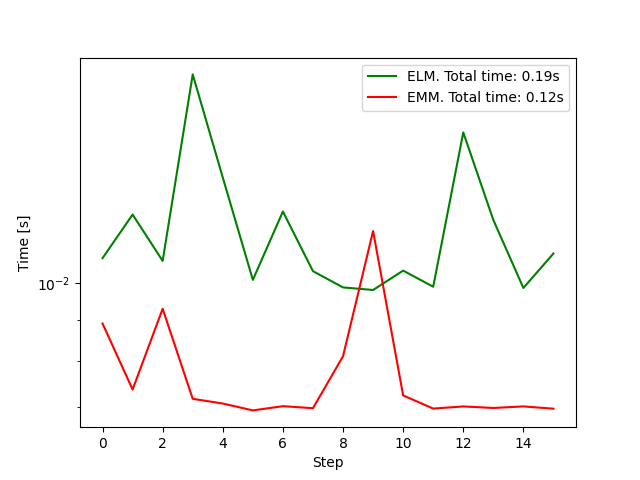 ELM. Total time: 0.19s
EMM. Total time: 0.12s
Time [s]
10⁻²
0 2 4 6 8 10 12 14
Step